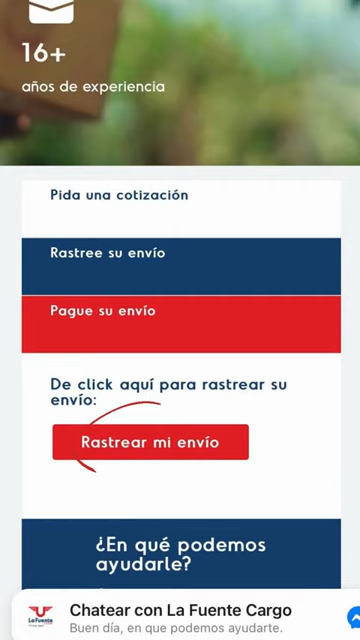 16+
años de experiencia
Pida una cotización
Rastree su envío
Pague su envío
De click aquí para rastrear su
envío:
Rastrear mi envío
¿En qué podemos
ayudarle?
La Fuente
Chatear con La Fuente Cargo
Buen día, en que podemos ayudarte.